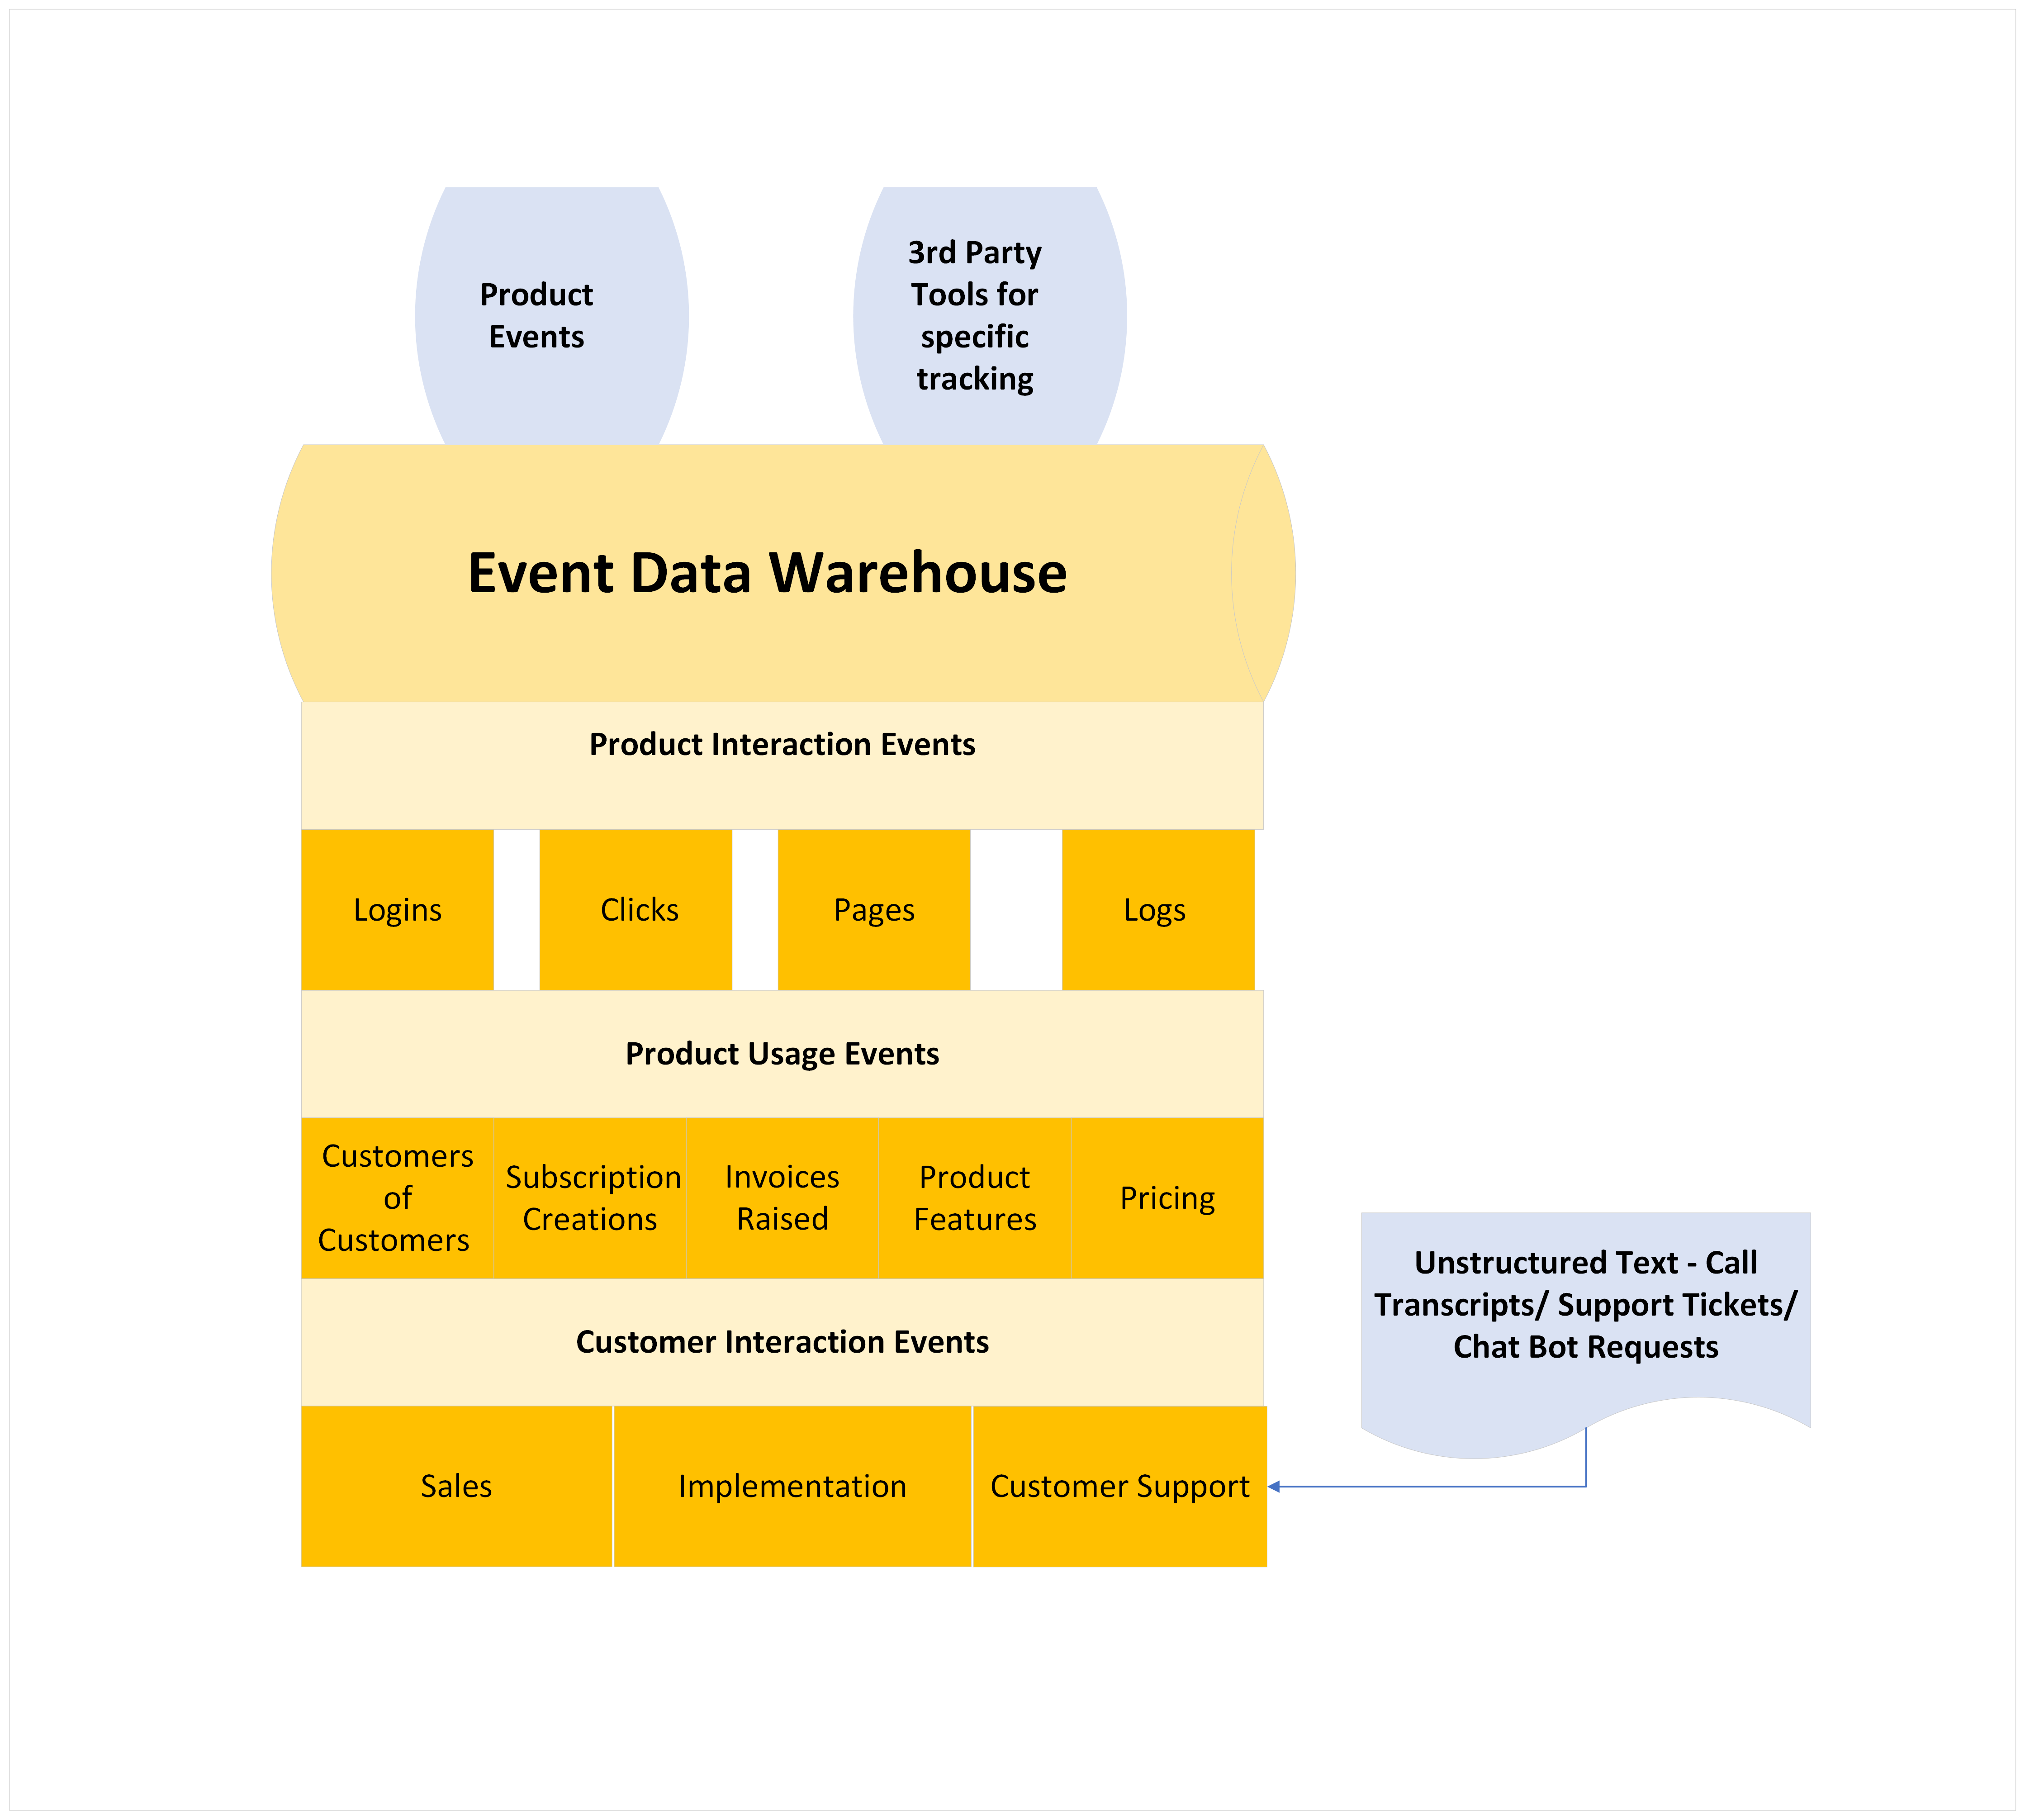 Product
Events
3rd Party
Tools for
specific
tracking
Event Data Warehouse
Product Interaction Events
Logins
Clicks
Pages
Logs
Product Usage Events
Customers
of
Customers
Subscription
Creations
Invoices
Raised
Product
Features
Pricing
Customer Interaction Events
Sales
Implementation
Customer Support
Unstructured Text - Call
Transcripts/ Support Tickets/
Chat Bot Requests